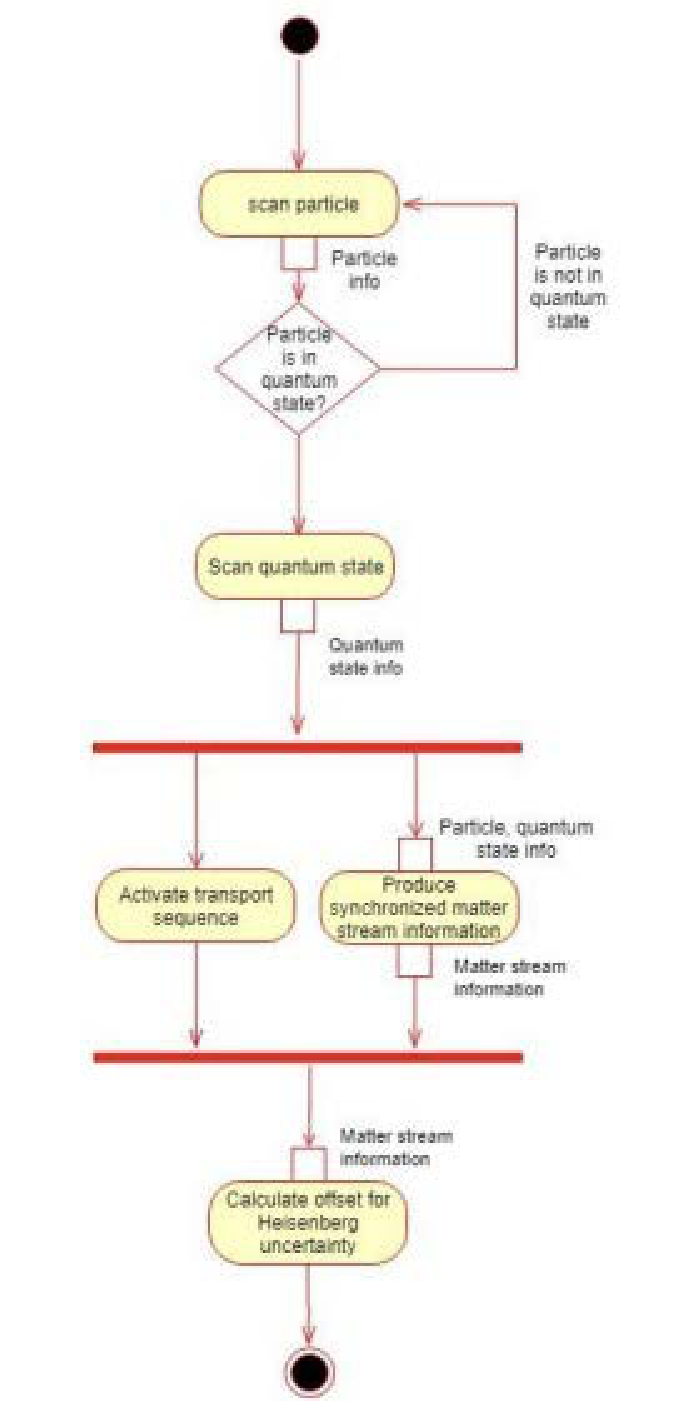 scan particle
Particle
info
Particle
is not in
quantum
state
Particle
is in
quantum
state?
Scan quantum state
Quantum
state info
Particle, quantum
state info
Activate transport
sequence
Produce
synchronized matter
stream information
Matter stream
information
Matter stream
information
Calculate offset for
Heisenberg
uncertainty